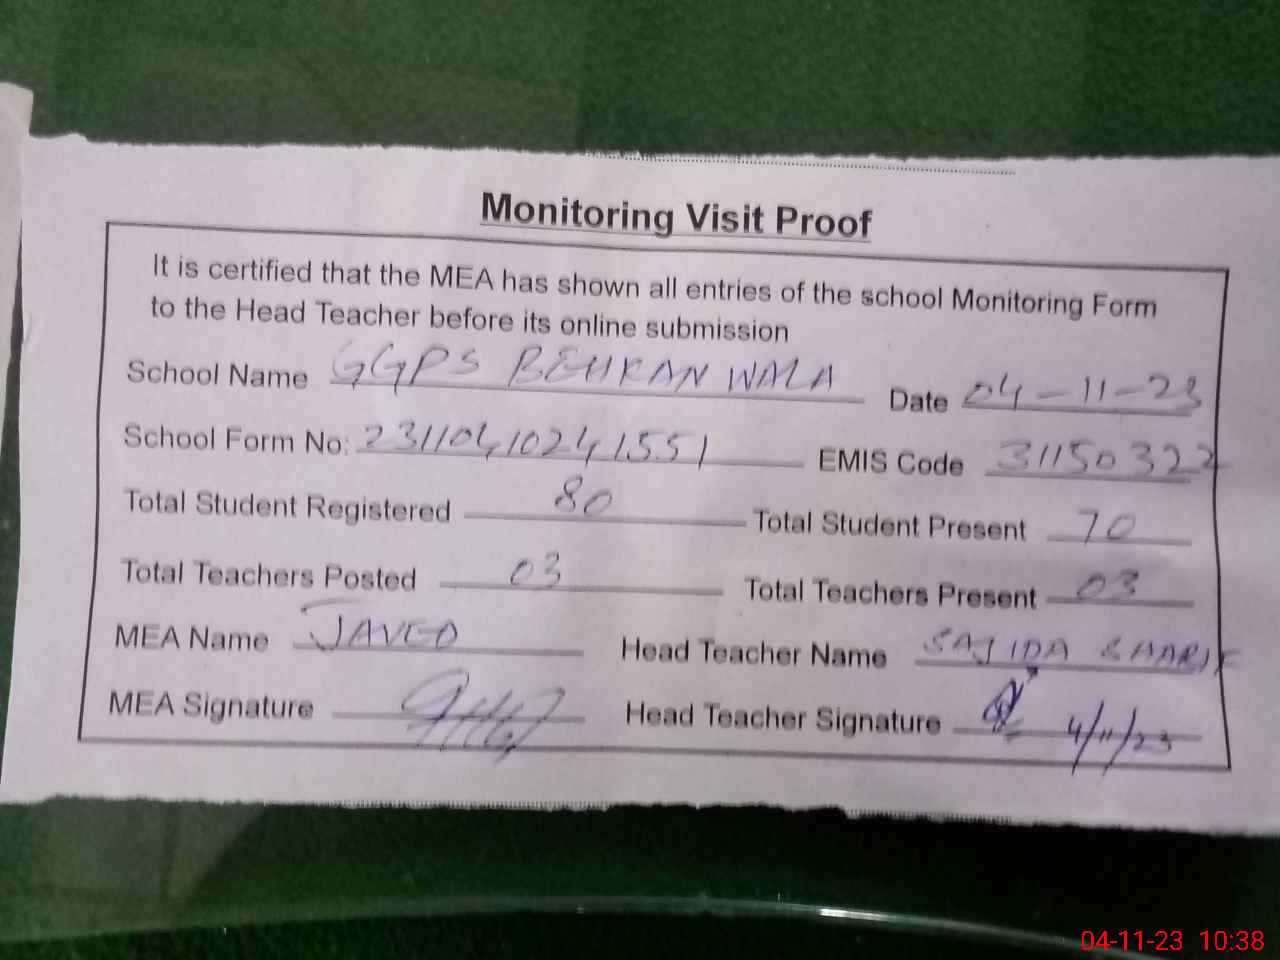 Monitoring Visit Proof
It is certified that the MEA has shown all entries of the school Monitoring Form
to the Head Teacher before its online submission
School Name GGPS BEHKAN WALA Date 04-11-23
School Form No: 23110410241551 EMIS Code 31150322
Total Student Registered 80 Total Student Present 70
Total Teachers Posted 03 Total Teachers Present 03
MEA Name JAVED Head Teacher Name SAJIDA SHARIF
MEA Signature Head Teacher Signature 4/11/23
04-11-23 10:38